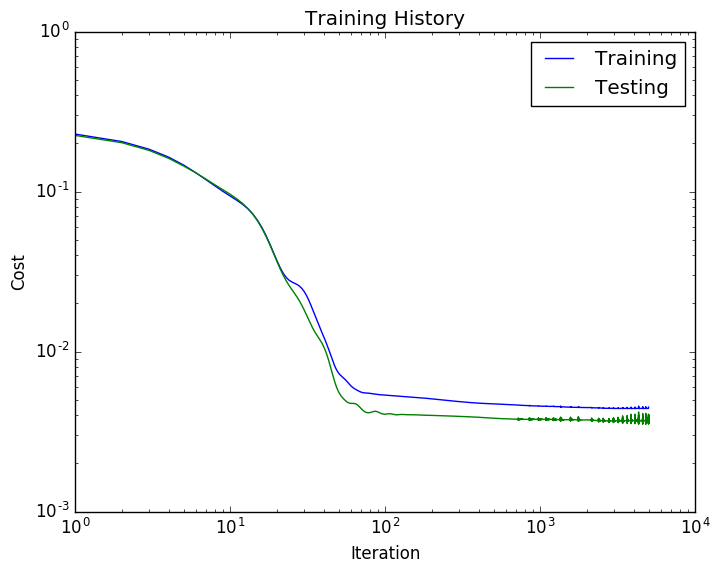 Training History
Training
Testing
Cost
10^0
10^-1
10^-2
10^-3
10^0 10^1 10^2 10^3 10^4
Iteration